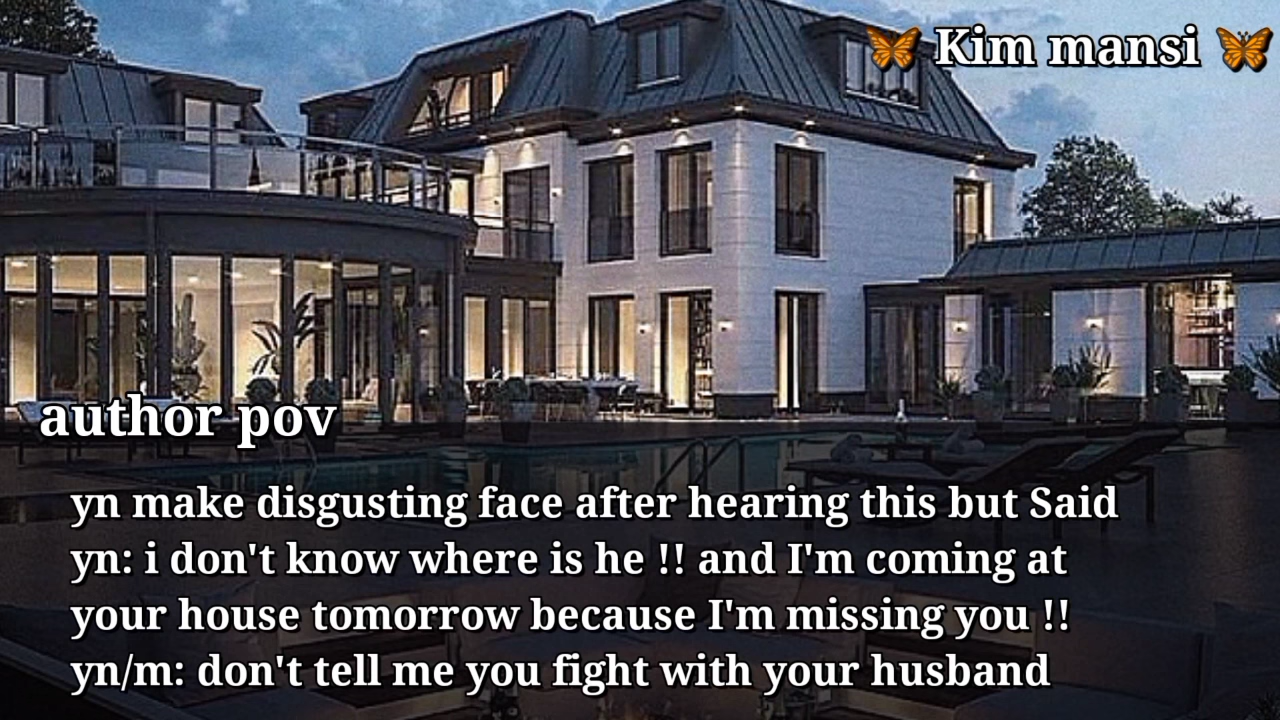 🦋 Kim mansi 🦋
author pov
yn make disgusting face after hearing this but Said
yn: i don't know where is he !! and I'm coming at
your house tomorrow because I'm missing you !!
yn/m: don't tell me you fight with your husband